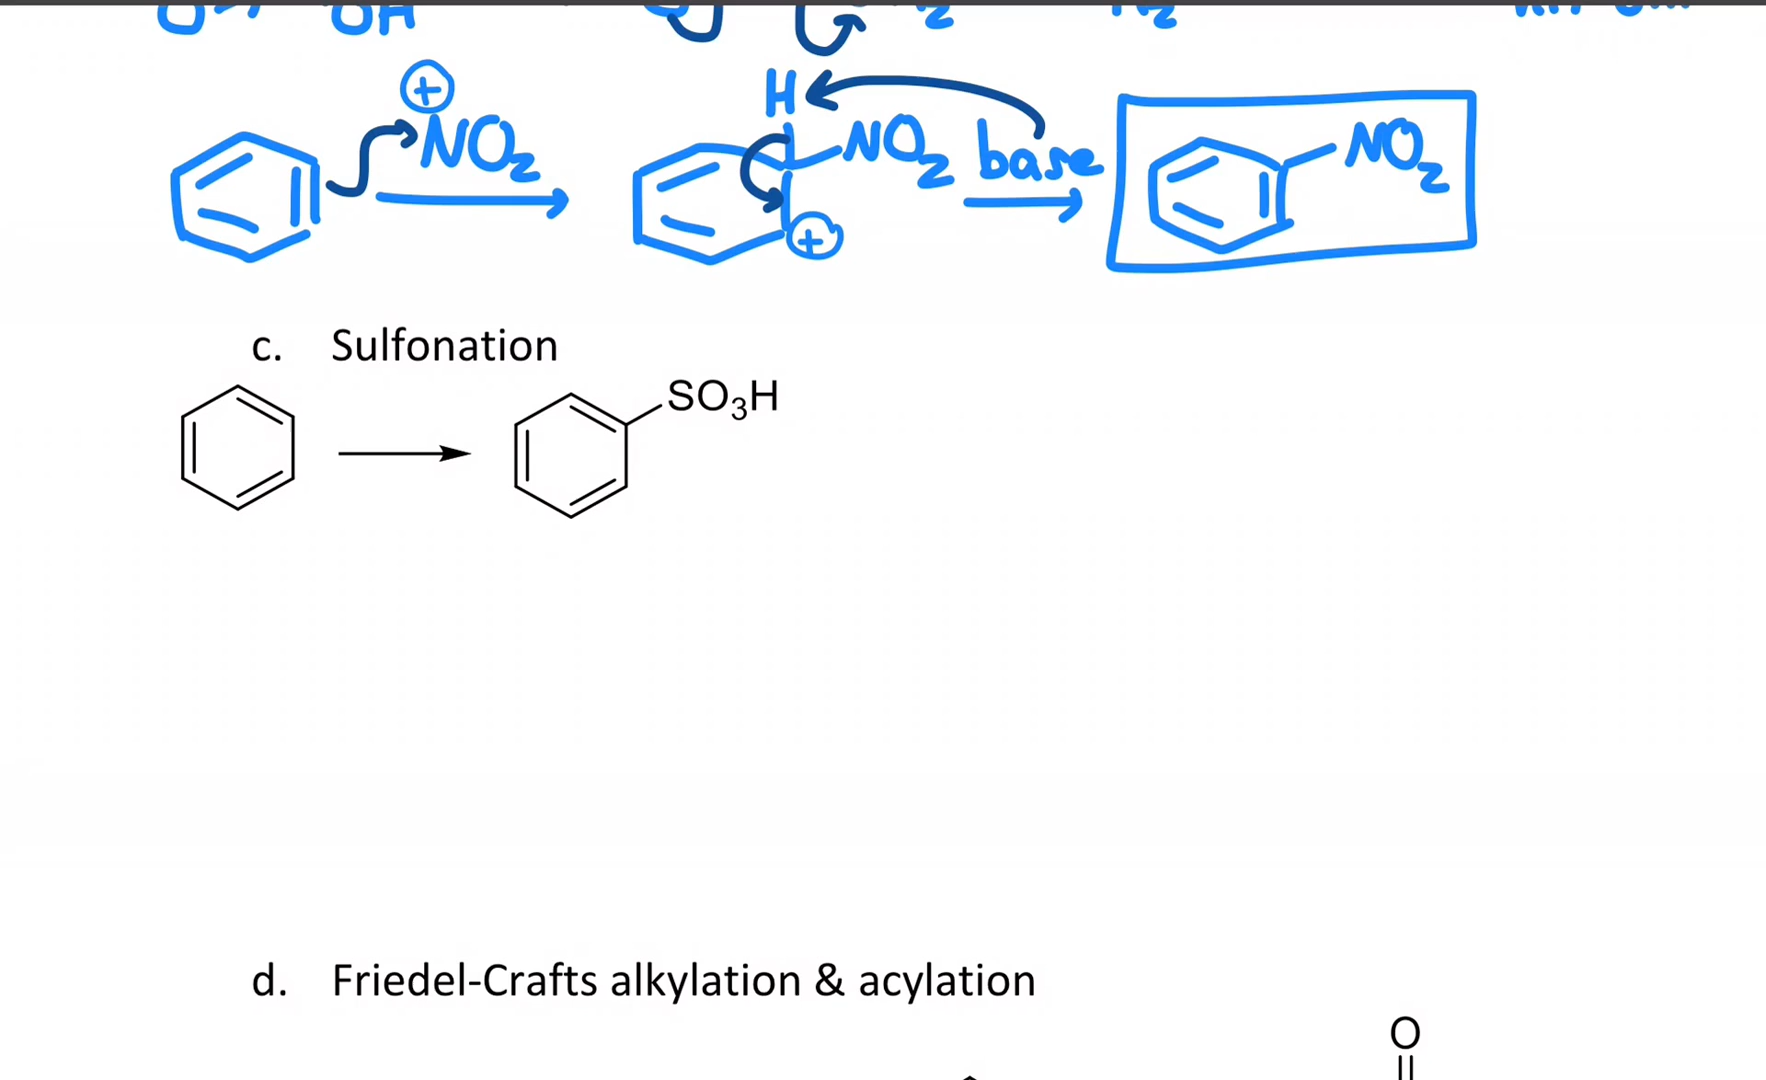 ⊕
NO₂
H
NO₂ base
⊕
NO₂
c. Sulfonation
SO₃H
d. Friedel-Crafts alkylation & acylation
O